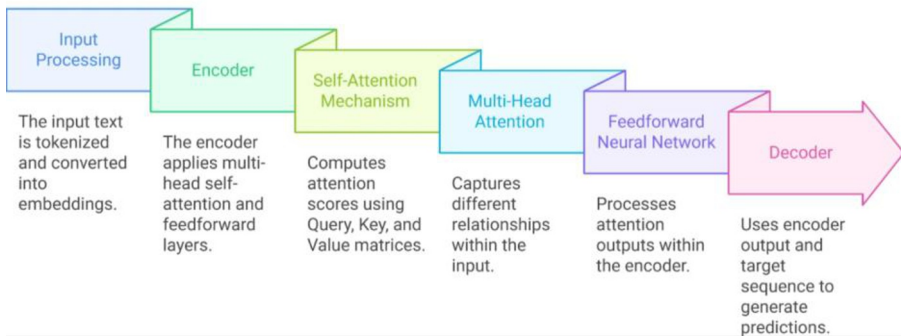 Input
Processing
The input text
is tokenized
and converted
into
embeddings.
Encoder
The encoder
applies multi-
head self-
attention and
feedforward
layers.
Self-Attention
Mechanism
Computes
attention
scores using
Query, Key, and
Value matrices.
Multi-Head
Attention
Captures
different
relationships
within the
input.
Feedforward
Neural Network
Processes
attention
outputs within
the encoder.
Decoder
Uses encoder
output and
target
sequence to
generate
predictions.